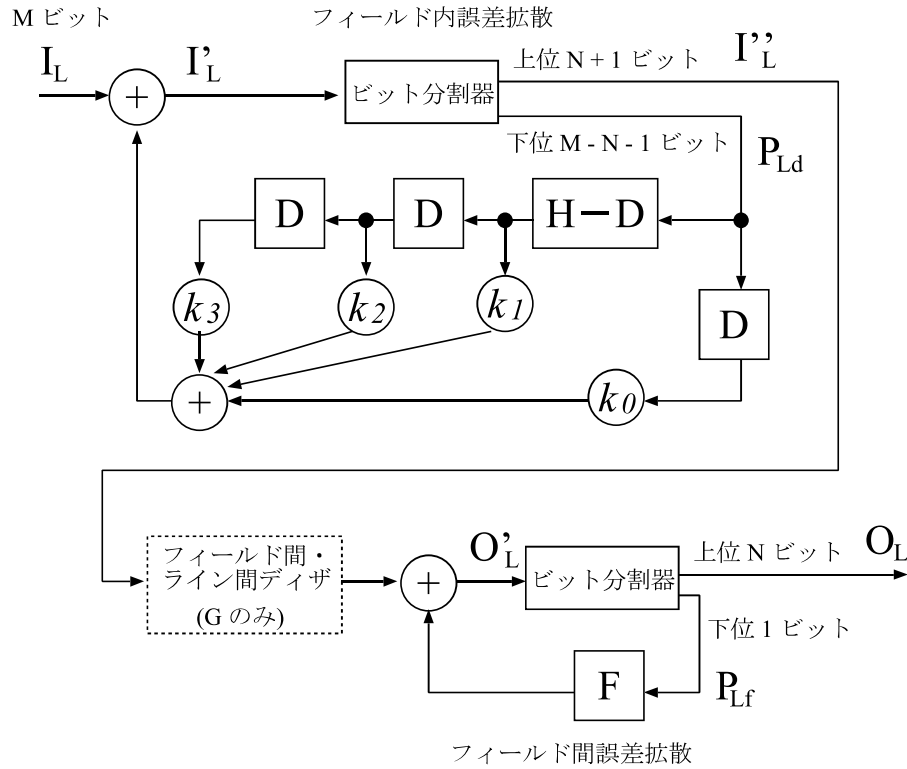 M ビット
フィールド内誤差拡散
I_L
I'_L
上位 N + 1 ビット
I''_L
+
ビット分割器
下位 M - N - 1 ビット
P_Ld
D
D
H－D
k3
k2
k1
D
+
k0
フィールド間・
ライン間ディザ
(G のみ)
+
O'_L
ビット分割器
上位 N ビット
O_L
下位 1 ビット
F
P_Lf
フィールド間誤差拡散